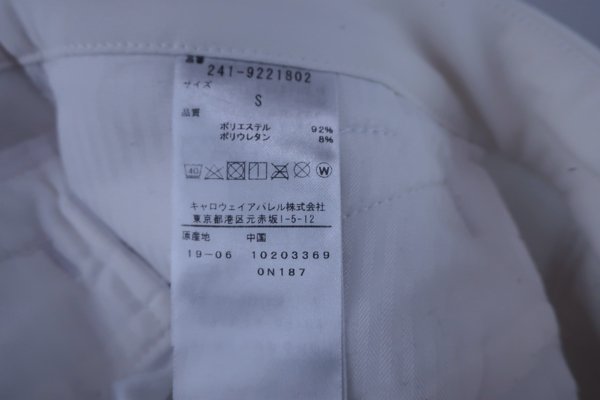 品番
241-9221802
サイズ
S
品質
ポリエステル 92%
ポリウレタン 8%
40 W
キャロウェイアパレル株式会社
東京都港区元赤坂1-5-12
原産地 中国
19-06 10203369
0N187